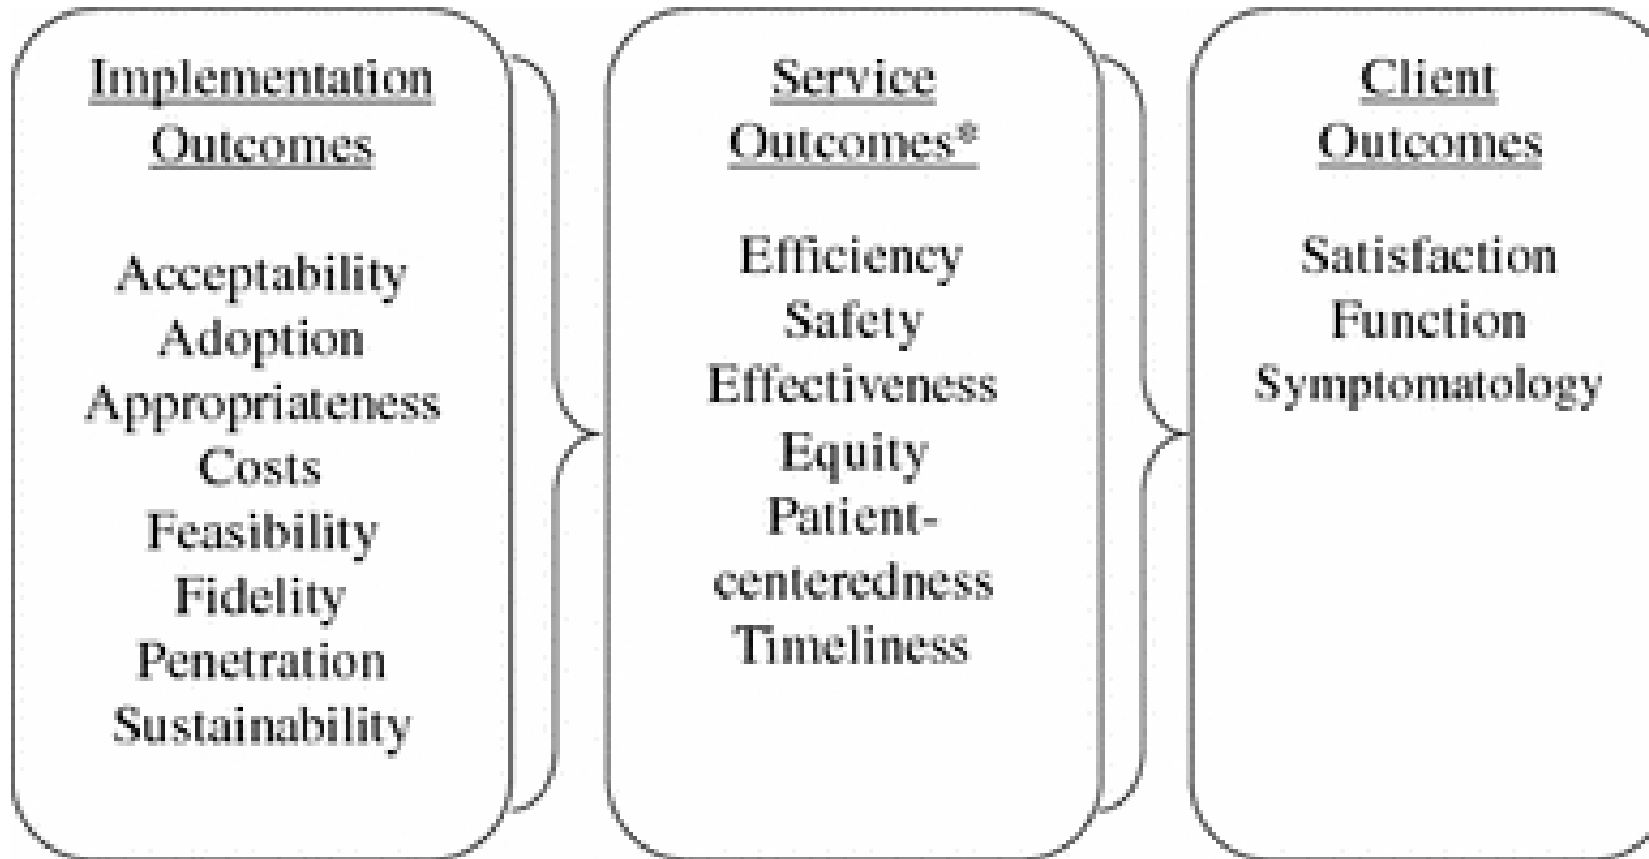 Implementation
Outcomes
Acceptability
Adoption
Appropriateness
Costs
Feasibility
Fidelity
Penetration
Sustainability
Service
Outcomes*
Efficiency
Safety
Effectiveness
Equity
Patient-
centeredness
Timeliness
Client
Outcomes
Satisfaction
Function
Symptomatology